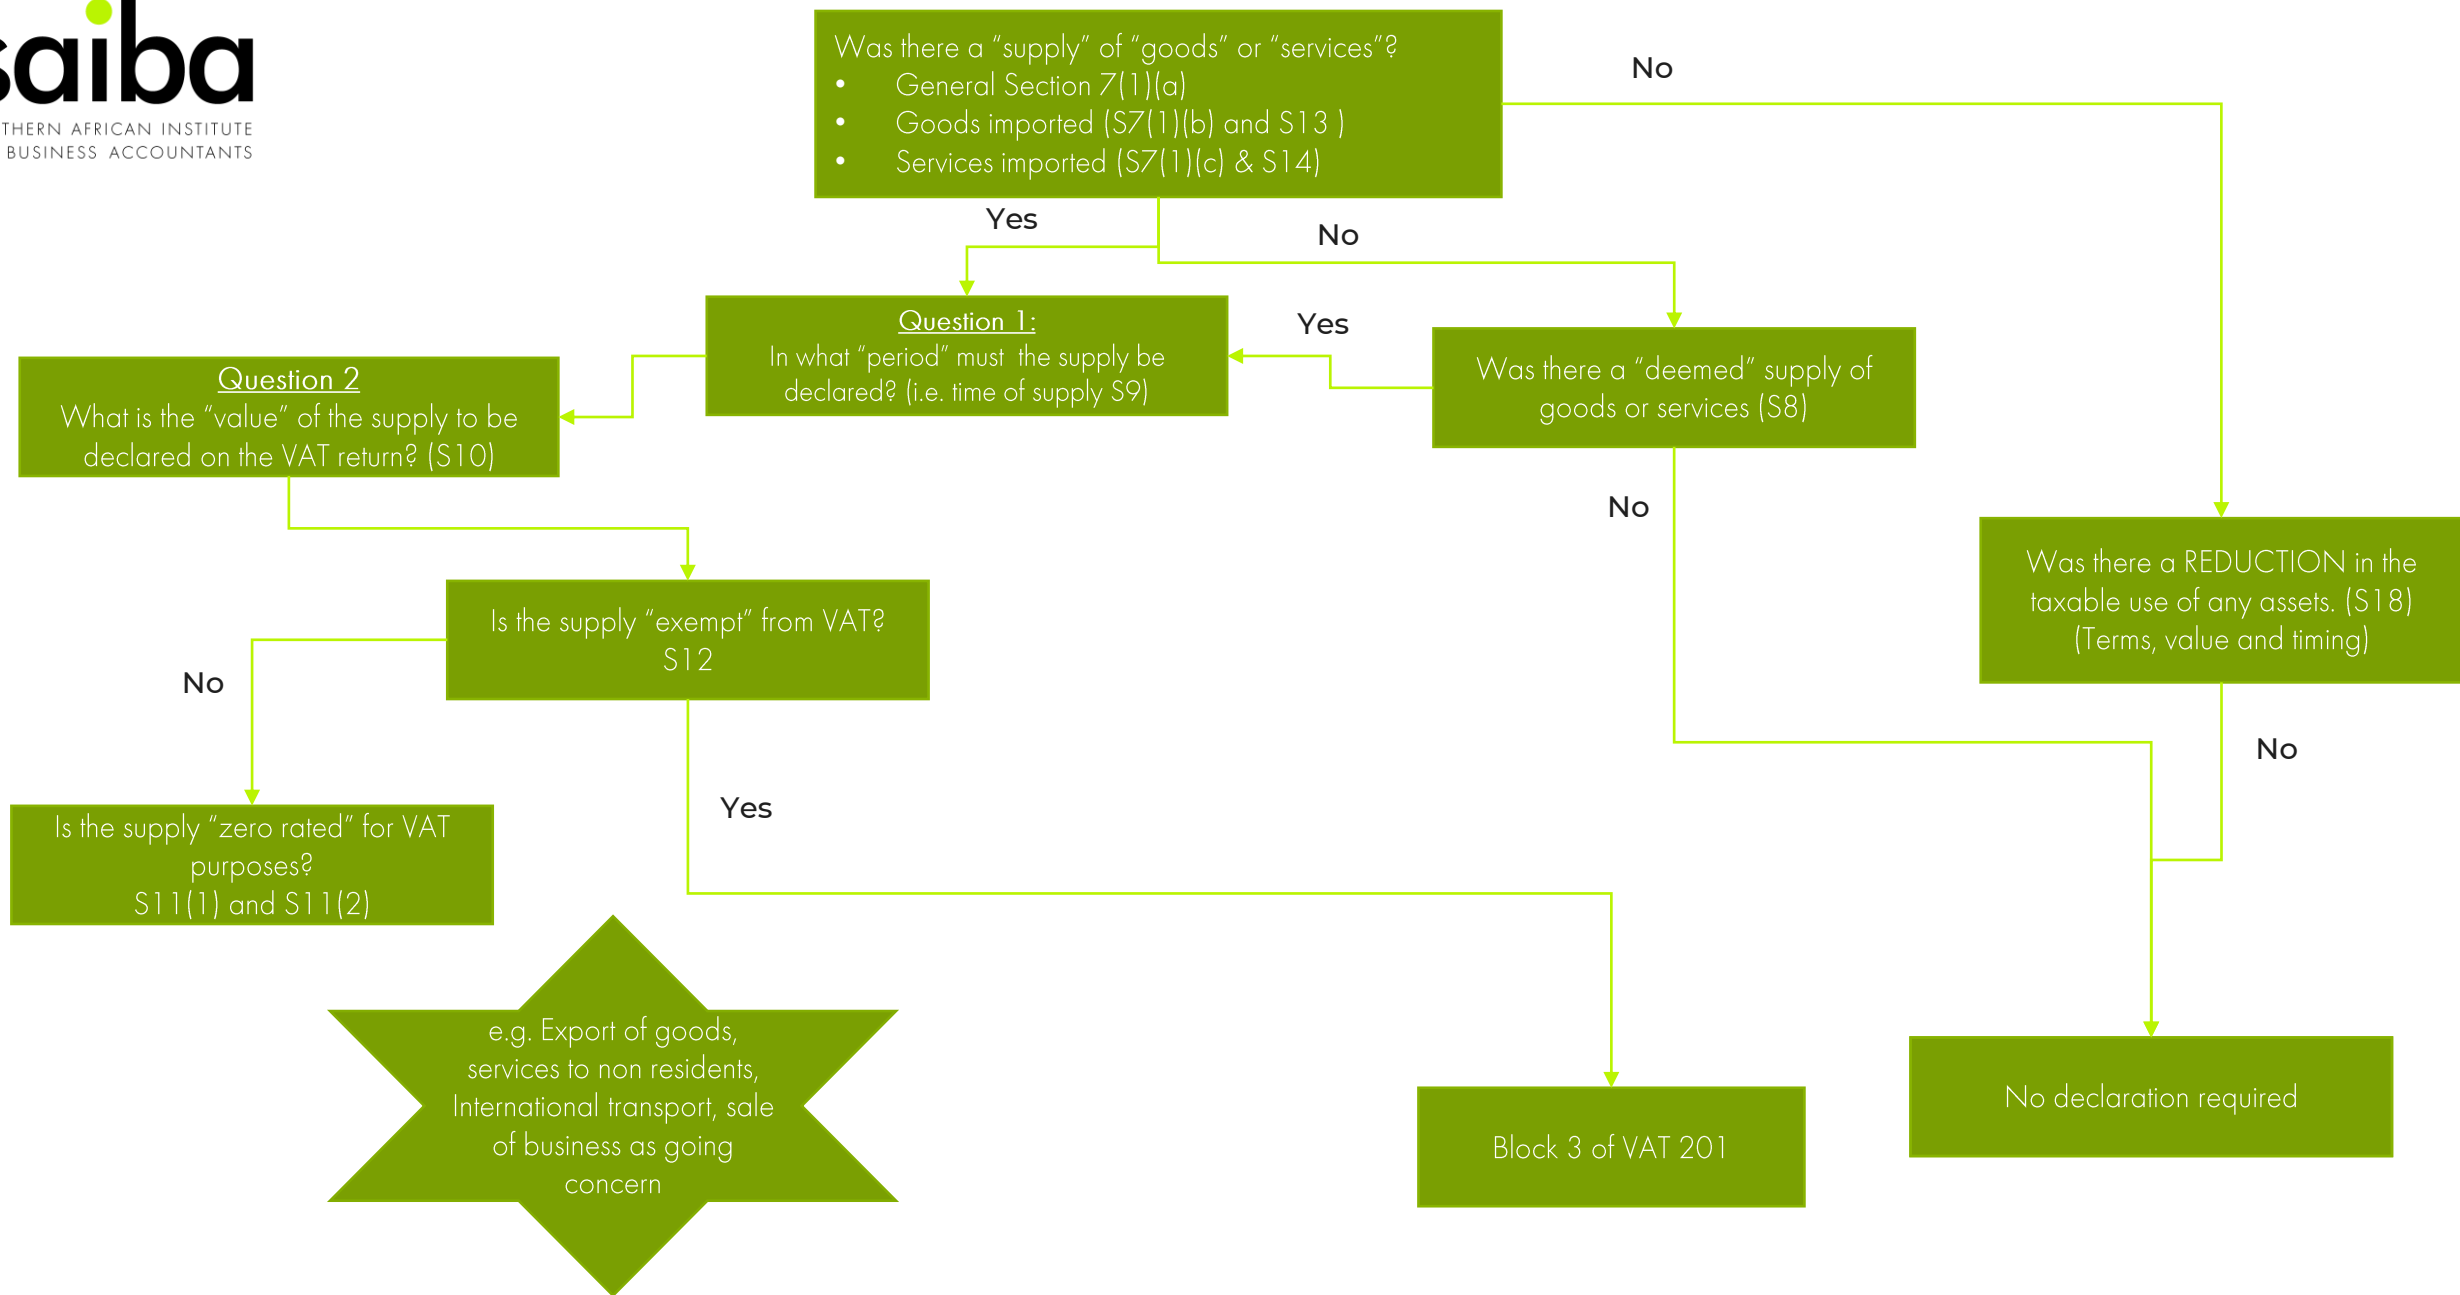 saiba
THERN AFRICAN INSTITUTE
BUSINESS ACCOUNTANTS
Was there a “supply” of “goods” or “services”?
• General Section 7(1)(a)
• Goods imported (S7(1)(b) and S13 )
• Services imported (S7(1)(c) & S14)
No
Yes
No
Question 1:
In what “period” must the supply be
declared? (i.e. time of supply S9)
Yes
Was there a “deemed” supply of
goods or services (S8)
Question 2
What is the “value” of the supply to be
declared on the VAT return? (S10)
No
Was there a REDUCTION in the
taxable use of any assets. (S18)
(Terms, value and timing)
Is the supply “exempt” from VAT?
S12
No
No
Yes
Is the supply “zero rated” for VAT
purposes?
S11(1) and S11(2)
e.g. Export of goods,
services to non residents,
International transport, sale
of business as going
concern
Block 3 of VAT 201
No declaration required